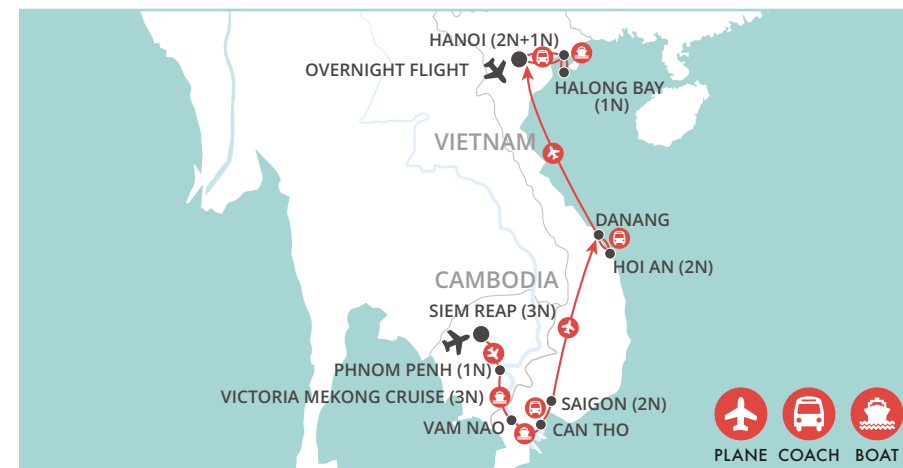 HANOI (2N+1N)
OVERNIGHT FLIGHT
HALONG BAY
(1N)
VIETNAM
DANANG
HOI AN (2N)
CAMBODIA
SIEM REAP (3N)
PHNOM PENH (1N)
VICTORIA MEKONG CRUISE (3N)
SAIGON (2N)
VAM NAO
CAN THO
PLANE COACH BOAT